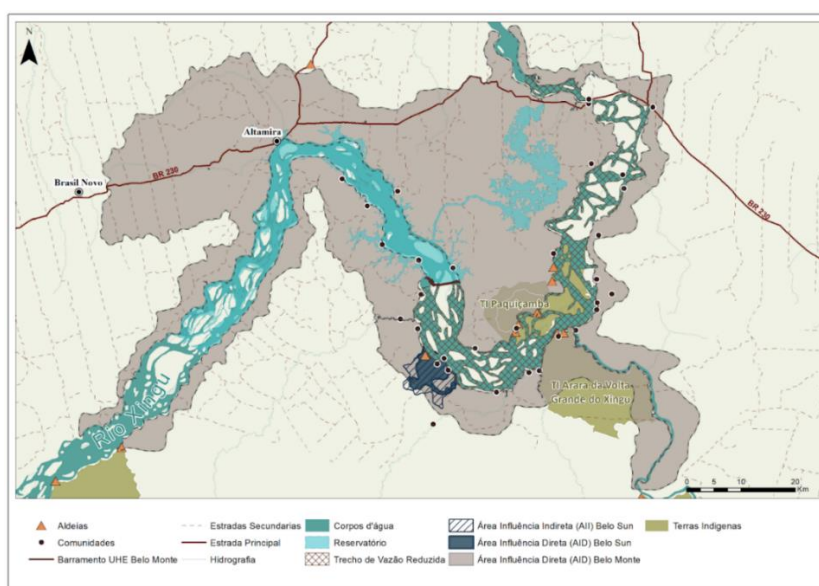 N
Altamira
Brasil Novo
BR 230
BR 230
TI Paquiçamba
TI Arara da Volta
Grande do Xingu
Rio Xingu
0 5 10 20
Km
Aldeias
Comunidades
Barramento UHE Belo Monte
Estradas Secundarias
Estrada Principal
Hidrografia
Corpos d'água
Reservatório
Trecho de Vazão Reduzida
Área Influência Indireta (AII) Belo Sun
Área Influência Direta (AID) Belo Sun
Área Influência Direta (AID) Belo Monte
Terras Indigenas